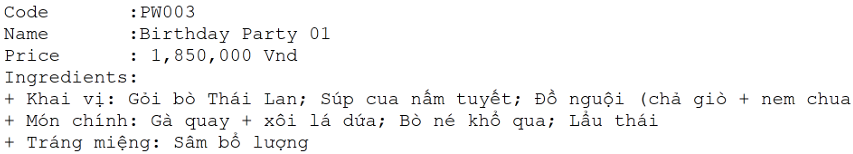 Code       :PW003
Name       :Birthday Party 01
Price      : 1,850,000 Vnd
Ingredients:
+ Khai vị: Gỏi bò Thái Lan; Súp cua nấm tuyết; Đồ nguội (chả giò + nem chua
+ Món chính: Gà quay + xôi lá dứa; Bò né khổ qua; Lẩu thái
+ Tráng miệng: Sâm bổ lượng